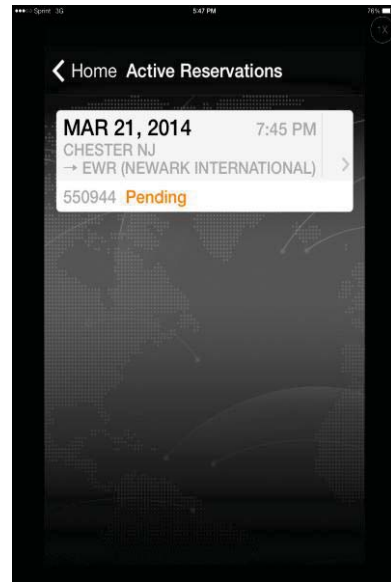 ●●●○○ Sprint 3G 5:47 PM 76%
1X
Home Active Reservations
MAR 21, 2014 7:45 PM
CHESTER NJ
→ EWR (NEWARK INTERNATIONAL)
550944 Pending